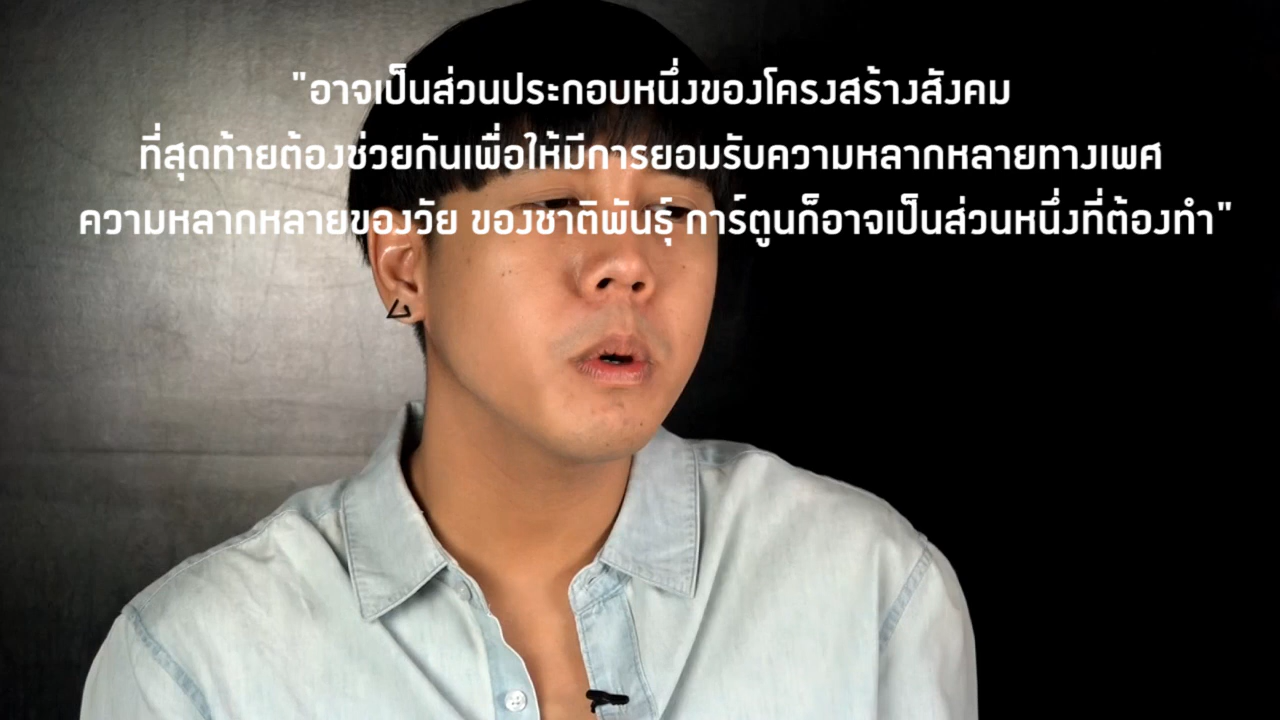 "อาจเป็นส่วนประกอบหนึ่งของโครงสร้างสังคม
ที่สุดท้ายต้องช่วยกันเพื่อให้มีการยอมรับความหลากหลายทางเพศ
ความหลากหลายของวัย ของชาติพันธุ์ การ์ตูนก็อาจเป็นส่วนหนึ่งที่ต้องทำ"